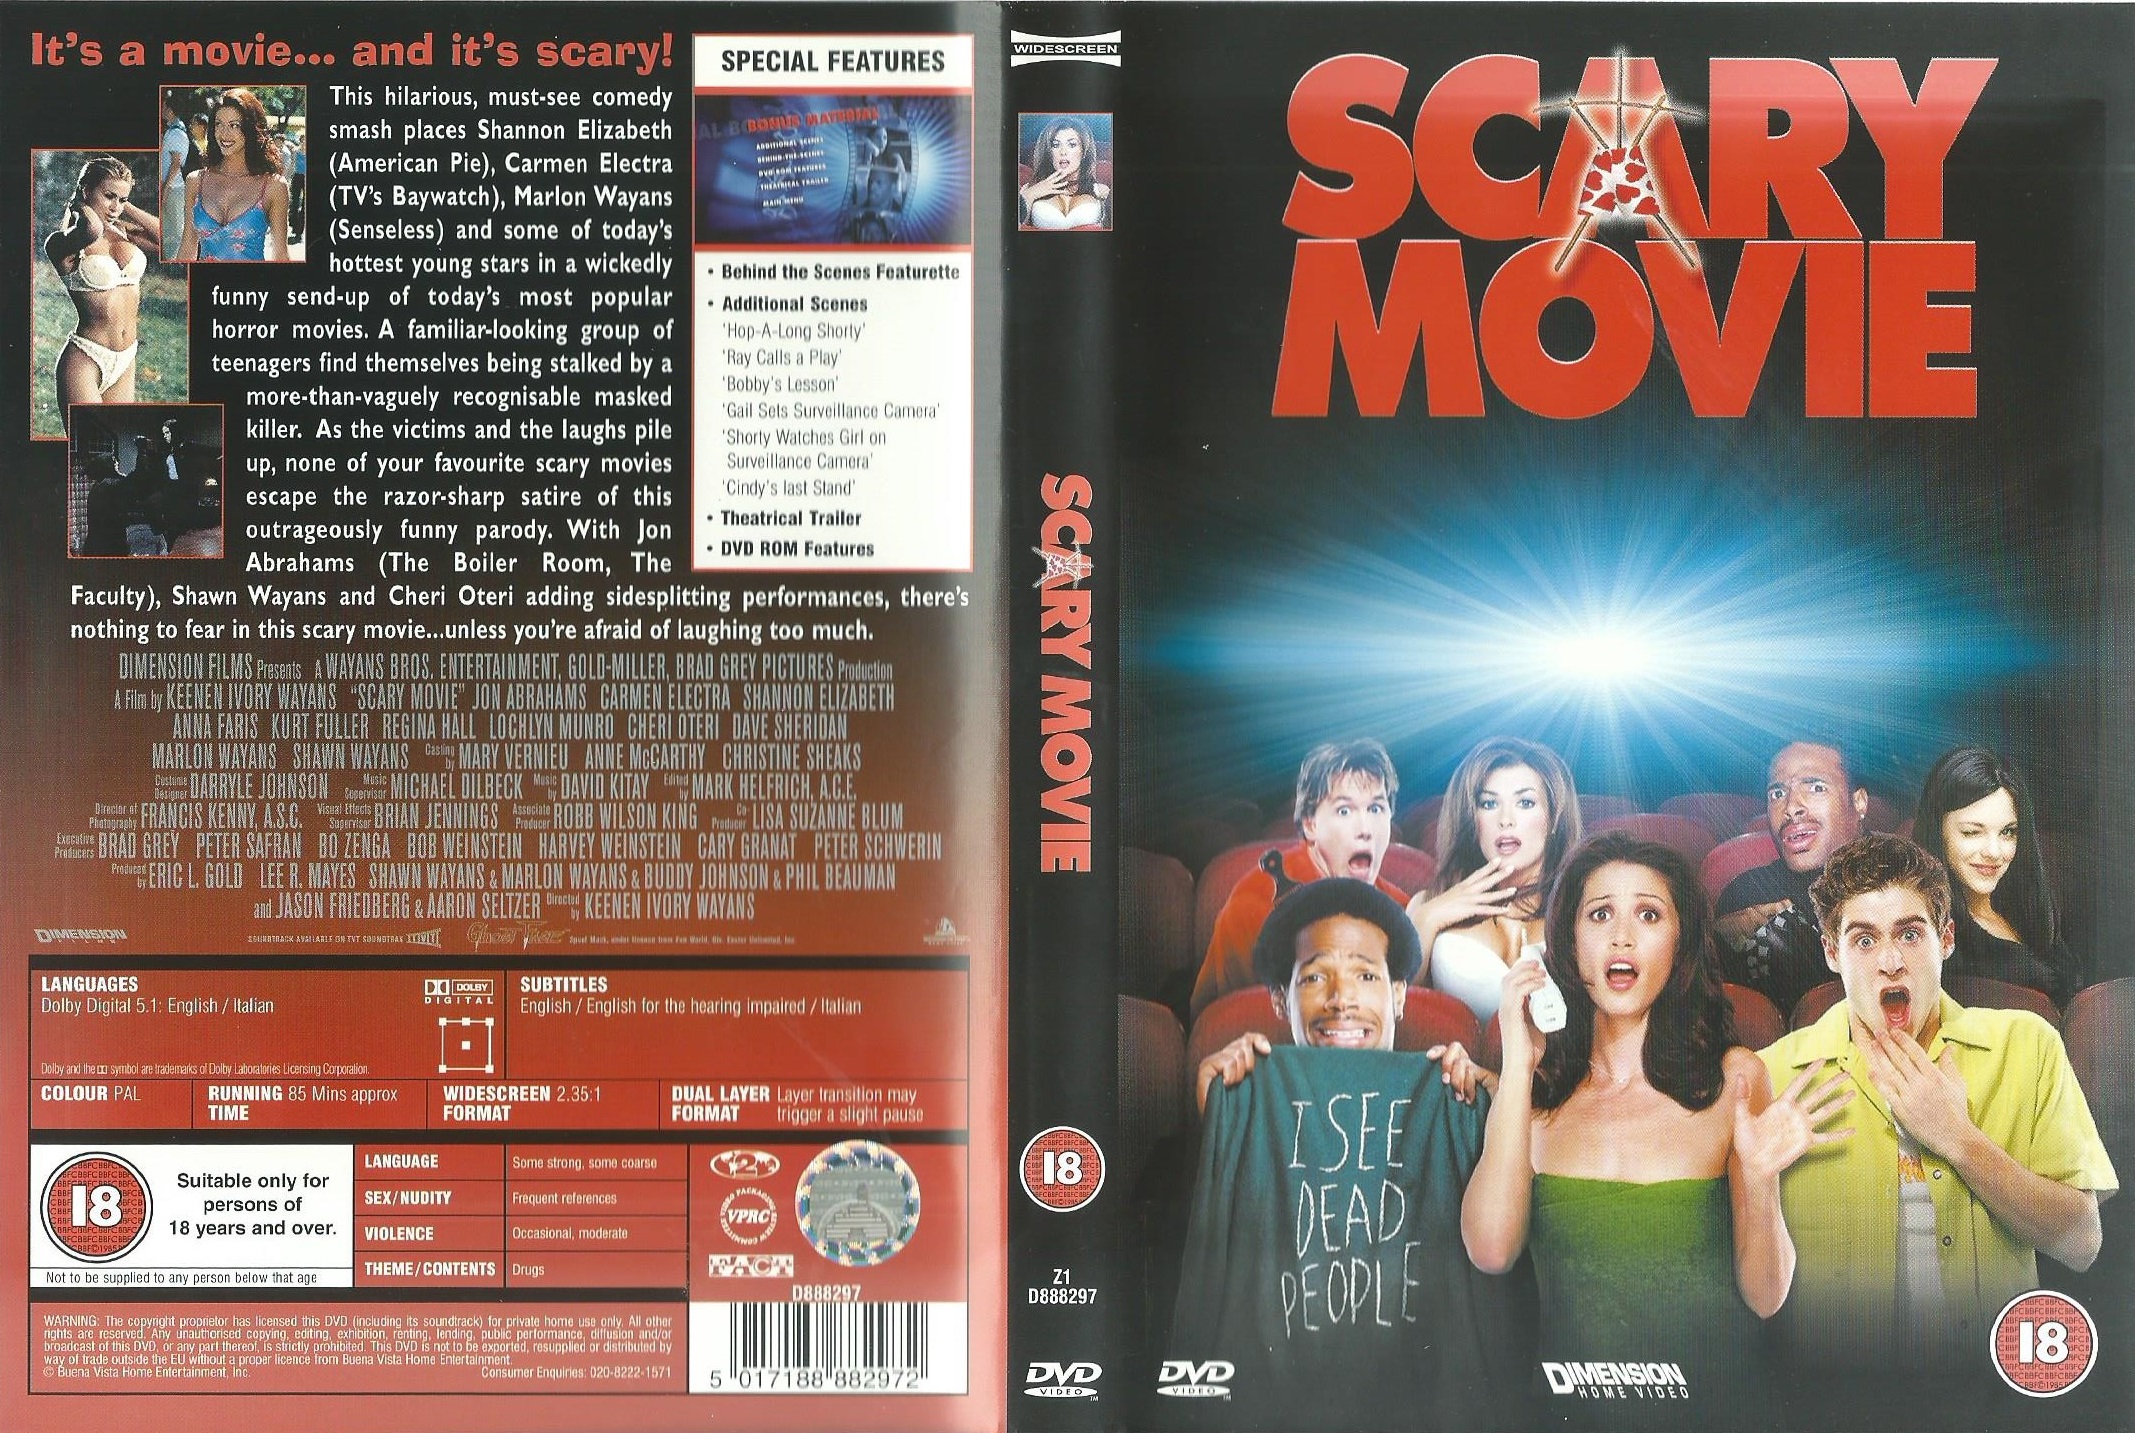 It's a movie... and it's scary!
This hilarious, must-see comedy
smash places Shannon Elizabeth
(American Pie), Carmen Electra
(TV's Baywatch), Marlon Wayans
(Senseless) and some of today's
hottest young stars in a wickedly
funny send-up of today's most popular
horror movies. A familiar-looking group of
teenagers find themselves being stalked by a
more-than-vaguely recognisable masked
killer. As the victims and the laughs pile
up, none of your favourite scary movies
escape the razor-sharp satire of this
outrageously funny parody. With Jon
Abrahams (The Boiler Room, The
Faculty), Shawn Wayans and Cheri Oteri adding sidesplitting performances, there's
nothing to fear in this scary movie...unless you're afraid of laughing too much.
SPECIAL FEATURES
BONUS MATERIAL
ADDITIONAL SCENES
BEHIND-THE-SCENES
DVD ROM FEATURES
THEATRICAL TRAILER
MAIN MENU
• Behind the Scenes Featurette
• Additional Scenes
'Hop-A-Long Shorty'
'Ray Calls a Play'
'Bobby's Lesson'
'Gail Sets Surveillance Camera'
'Shorty Watches Girl on
Surveillance Camera'
'Cindy's last Stand'
• Theatrical Trailer
• DVD ROM Features
DIMENSION FILMS Presents A WAYANS BROS. ENTERTAINMENT, GOLD-MILLER, BRAD GREY PICTURES Production
A Film by KEENEN IVORY WAYANS "SCARY MOVIE" JON ABRAHAMS CARMEN ELECTRA SHANNON ELIZABETH
ANNA FARIS KURT FULLER REGINA HALL LOCHLYN MUNRO CHERI OTERI DAVE SHERIDAN
MARLON WAYANS SHAWN WAYANS Casting by MARY VERNIEU ANNE McCARTHY CHRISTINE SHEAKS
Costume Designer DARRYLE JOHNSON Music Supervisor MICHAEL DILBECK Music by DAVID KITAY Edited by MARK HELFRICH, A.C.E.
Director of Photography FRANCIS KENNY, A.S.C. Visual Effects Supervisor BRIAN JENNINGS Associate Producer ROBB WILSON KING Co-Producer LISA SUZANNE BLUM
Executive Producers BRAD GREY PETER SAFRAN BO ZENGA BOB WEINSTEIN HARVEY WEINSTEIN CARY GRANAT PETER SCHWERIN
Produced by ERIC L. GOLD LEE R. MAYES SHAWN WAYANS & MARLON WAYANS & BUDDY JOHNSON & PHIL BEAUMAN
and JASON FRIEDBERG & AARON SELTZER Directed by KEENEN IVORY WAYANS
DIMENSION
FILMS
SOUNDTRACK AVAILABLE ON TVT SOUNDTRAX
LANGUAGES
Dolby Digital 5.1: English / Italian
DOLBY
DIGITAL
Dolby and the symbol are trademarks of Dolby Laboratories Licensing Corporation.
SUBTITLES
English / English for the hearing impaired / Italian
COLOUR PAL
RUNNING 85 Mins approx
TIME
WIDESCREEN 2.35:1
FORMAT
DUAL LAYER Layer transition may
FORMAT trigger a slight pause
18
Suitable only for
persons of
18 years and over.
Not to be supplied to any person below that age
LANGUAGE Some strong, some coarse
SEX/NUDITY Frequent references
VIOLENCE Occasional, moderate
THEME/CONTENTS Drugs
2
VIDEO PACKAGING REVIEW COMMITTEE
VPRC
FACT
D888297
WARNING: The copyright proprietor has licensed this DVD (including its soundtrack) for private home use only. All other
rights are reserved. Any unauthorised copying, editing, exhibition, renting, lending, public performance, diffusion and/or
broadcast of this DVD, or any part thereof, is strictly prohibited. This DVD is not to be exported, resupplied or distributed by
way of trade outside the EU without a proper licence from Buena Vista Home Entertainment.
© Buena Vista Home Entertainment, Inc. Consumer Enquiries: 020-8222-1571
5 017188 882972
WIDESCREEN
SCARY MOVIE
18
Z1
D888297
DVD
VIDEO
TM
SCARY
MOVIE
I SEE
DEAD
PEOPLE
DVD
VIDEO
TM
DIMENSION
HOME VIDEO
18